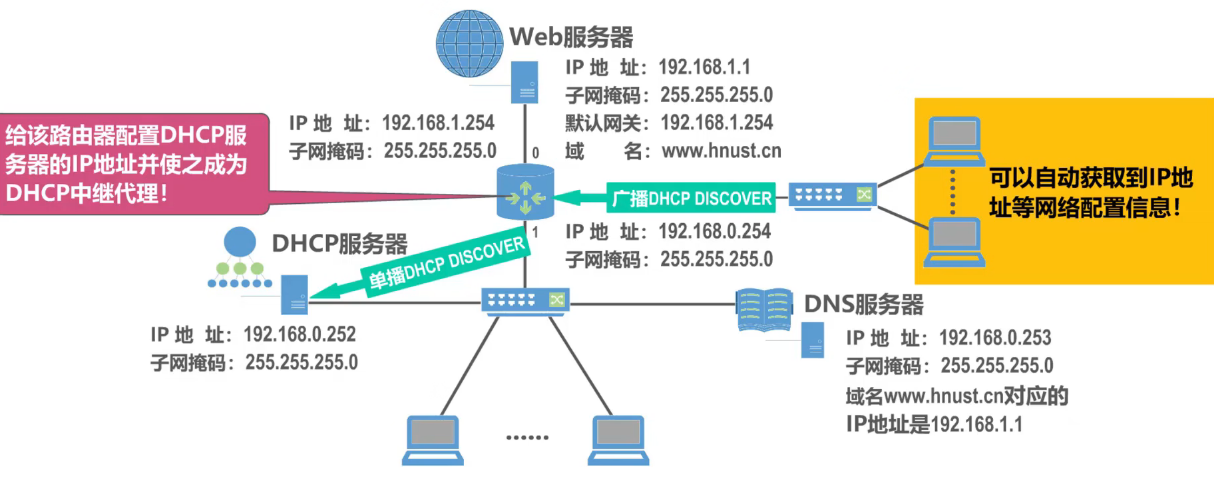 Web服务器
IP 地 址：192.168.1.1
子网掩码：255.255.255.0
默认网关：192.168.1.254
域 名：www.hnust.cn
IP 地 址：192.168.1.254
子网掩码：255.255.255.0
0
给该路由器配置DHCP服
务器的IP地址并使之成为
DHCP中继代理！
广播DHCP DISCOVER
可以自动获取到IP地
址等网络配置信息！
1
IP 地 址：192.168.0.254
子网掩码：255.255.255.0
DHCP服务器
单播DHCP DISCOVER
IP 地 址：192.168.0.252
子网掩码：255.255.255.0
DNS服务器
IP 地 址：192.168.0.253
子网掩码：255.255.255.0
域名www.hnust.cn对应的
IP地址是192.168.1.1
······